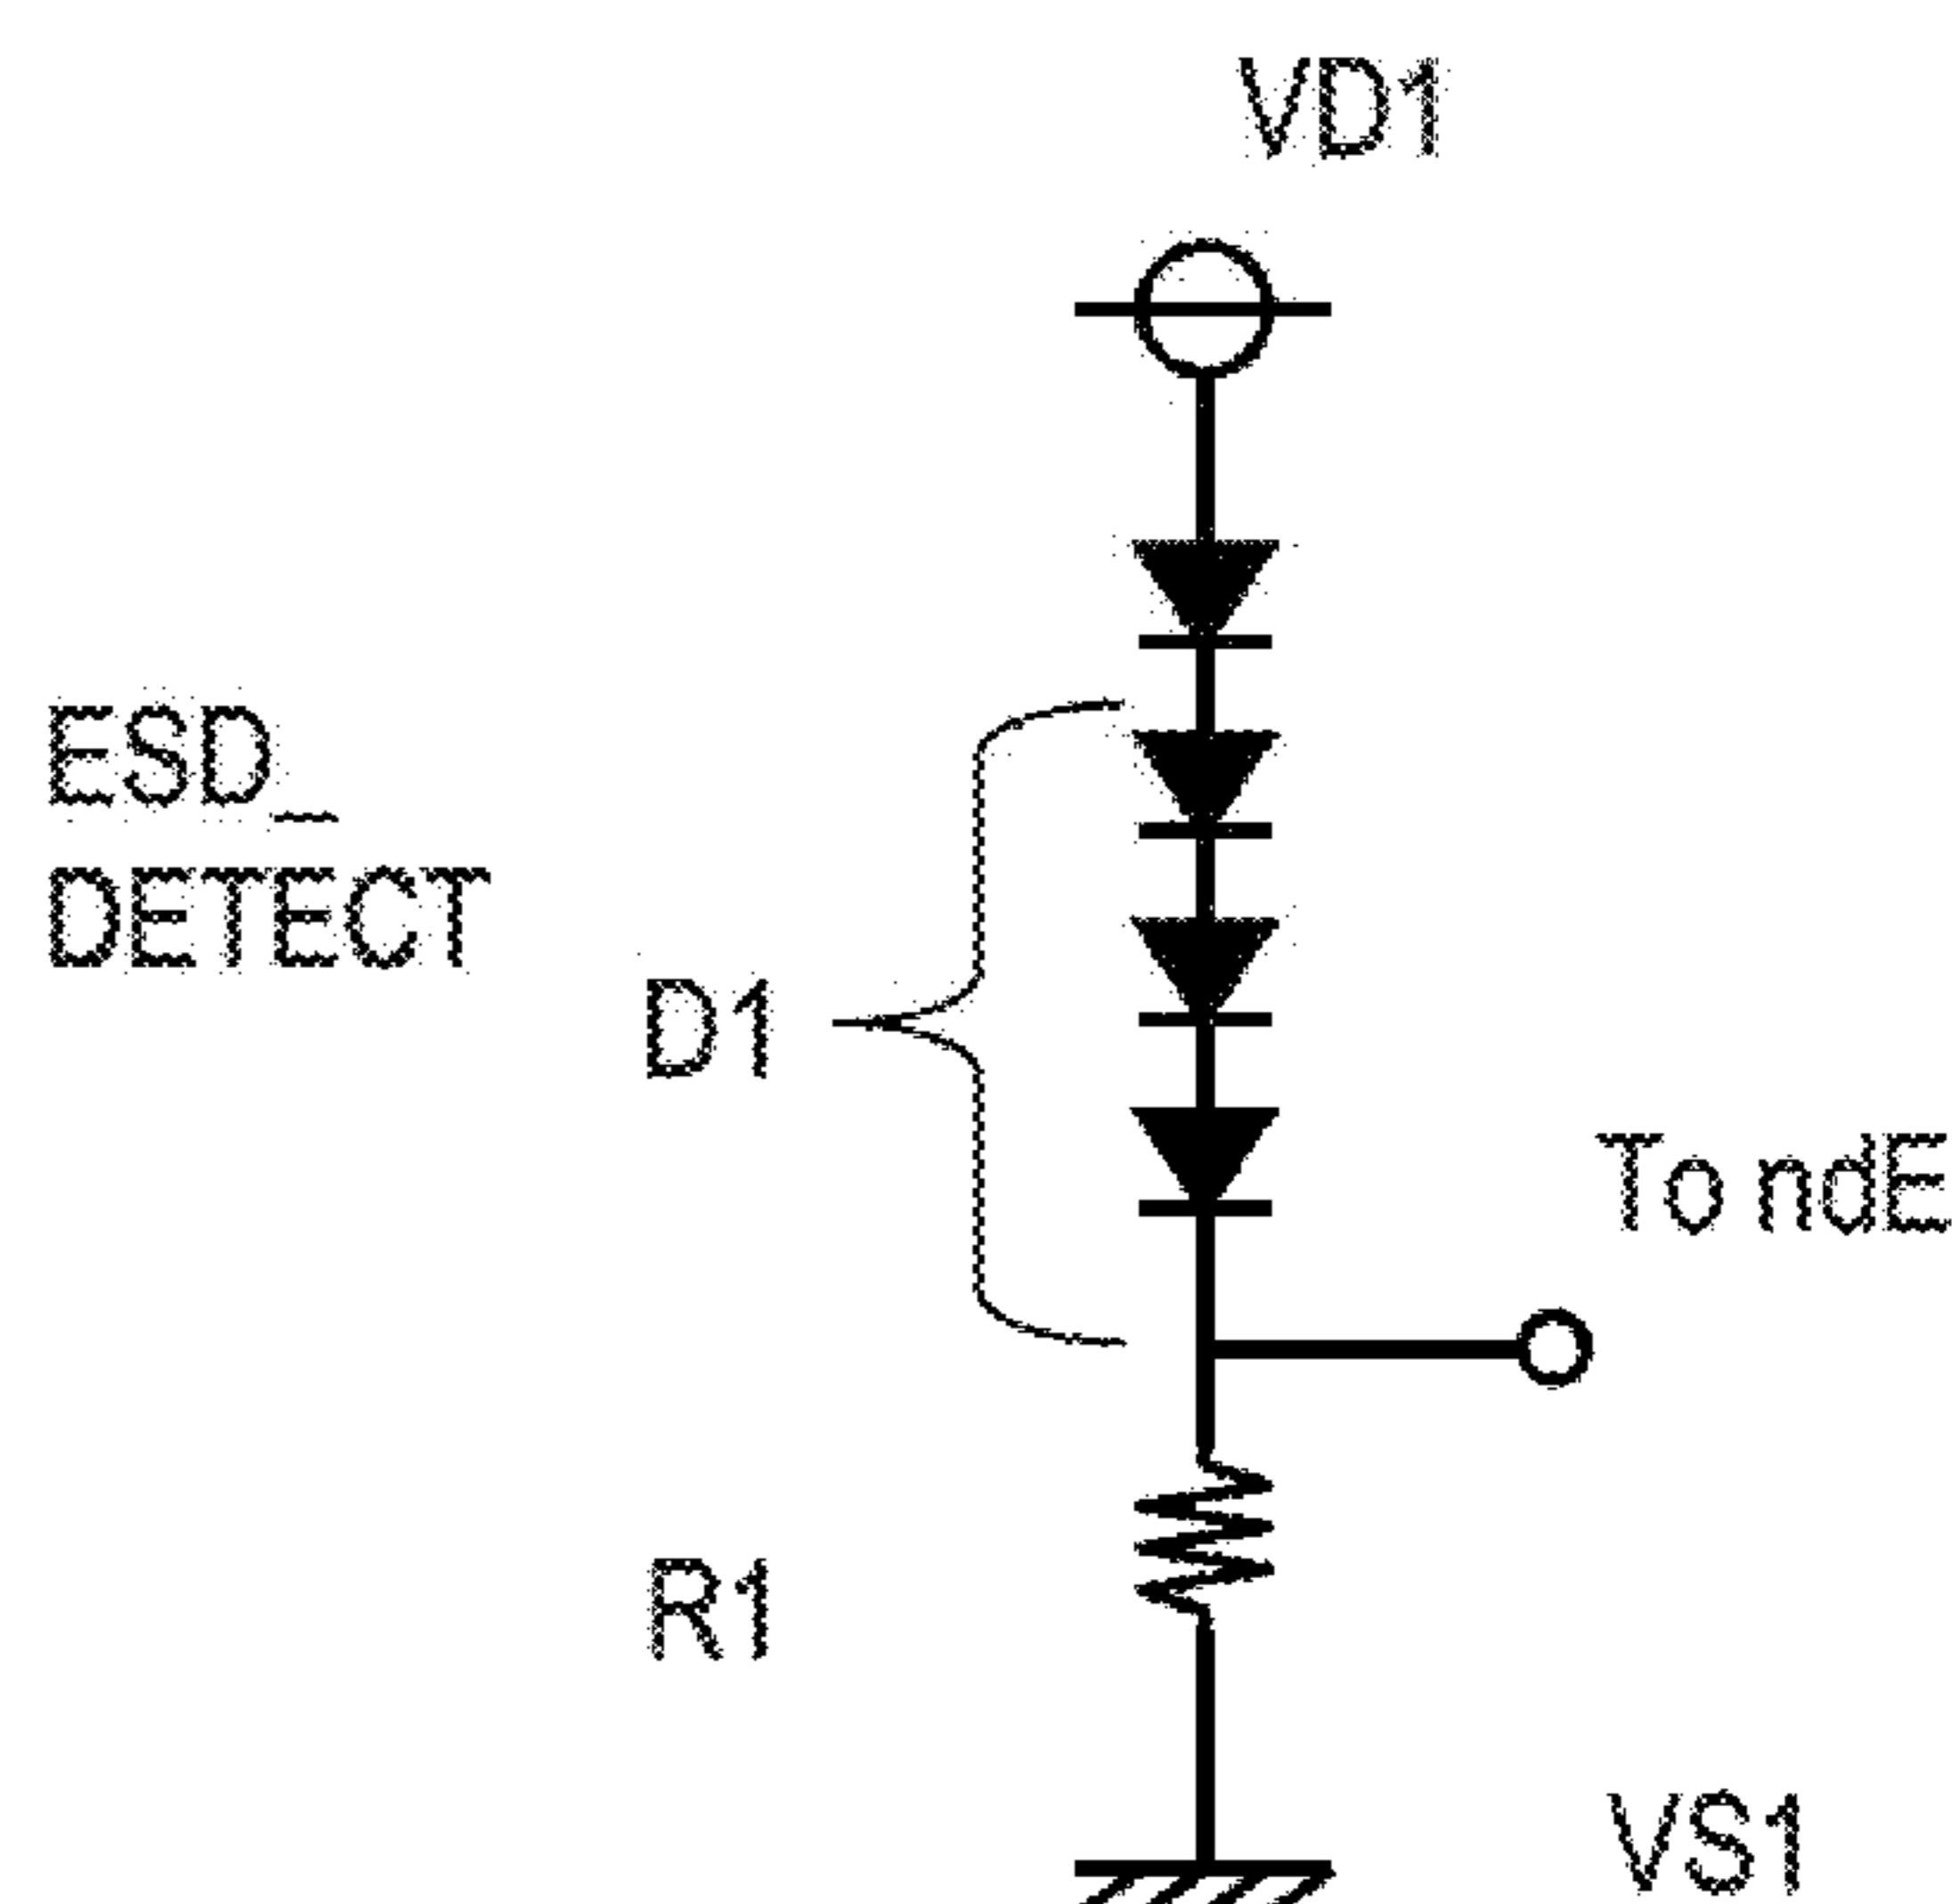 VD1
ESD_
DETECT
D1
To ndE
R1
VS1